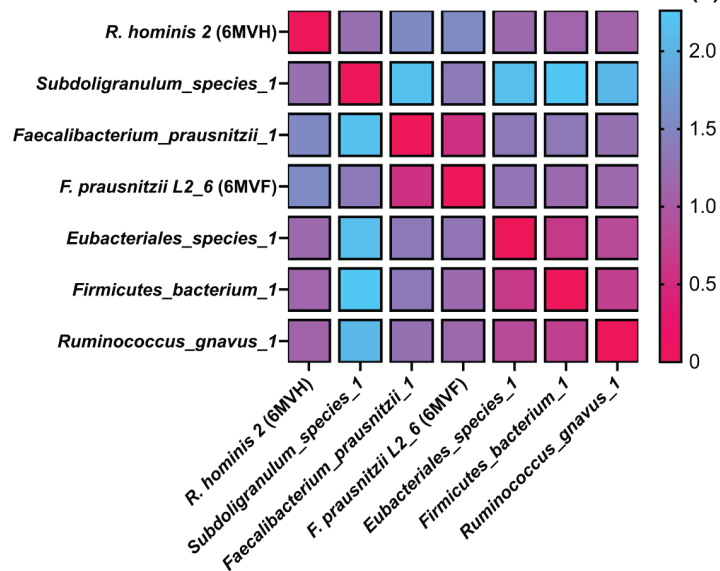 R. hominis 2 (6MVH)
Subdoligranulum_species_1
Faecalibacterium_prausnitzii_1
F. prausnitzii L2_6 (6MVF)
Eubacteriales_species_1
Firmicutes_bacterium_1
Ruminococcus_gnavus_1
2.0
1.5
1.0
0.5
0
R. hominis 2 (6MVH)
Subdoligranulum_species_1
Faecalibacterium_prausnitzii_1
F. prausnitzii L2_6 (6MVF)
Eubacteriales_species_1
Firmicutes_bacterium_1
Ruminococcus_gnavus_1